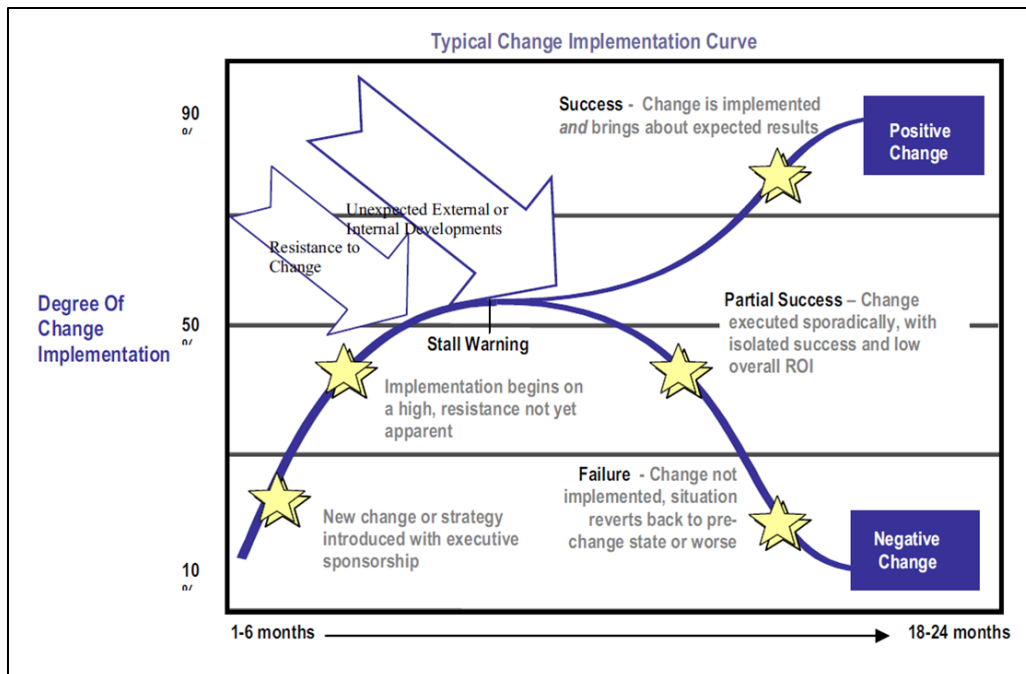 Typical Change Implementation Curve
90
%
Success - Change is implemented
and brings about expected results
Positive
Change
Unexpected External or
Internal Developments
Resistance to
Change
Degree Of
Change
Implementation
50
%
Stall Warning
Partial Success – Change
executed sporadically, with
isolated success and low
overall ROI
Implementation begins on
a high, resistance not yet
apparent
Failure - Change not
implemented, situation
reverts back to pre-
change state or worse
New change or strategy
introduced with executive
sponsorship
Negative
Change
10
%
1-6 months
18-24 months